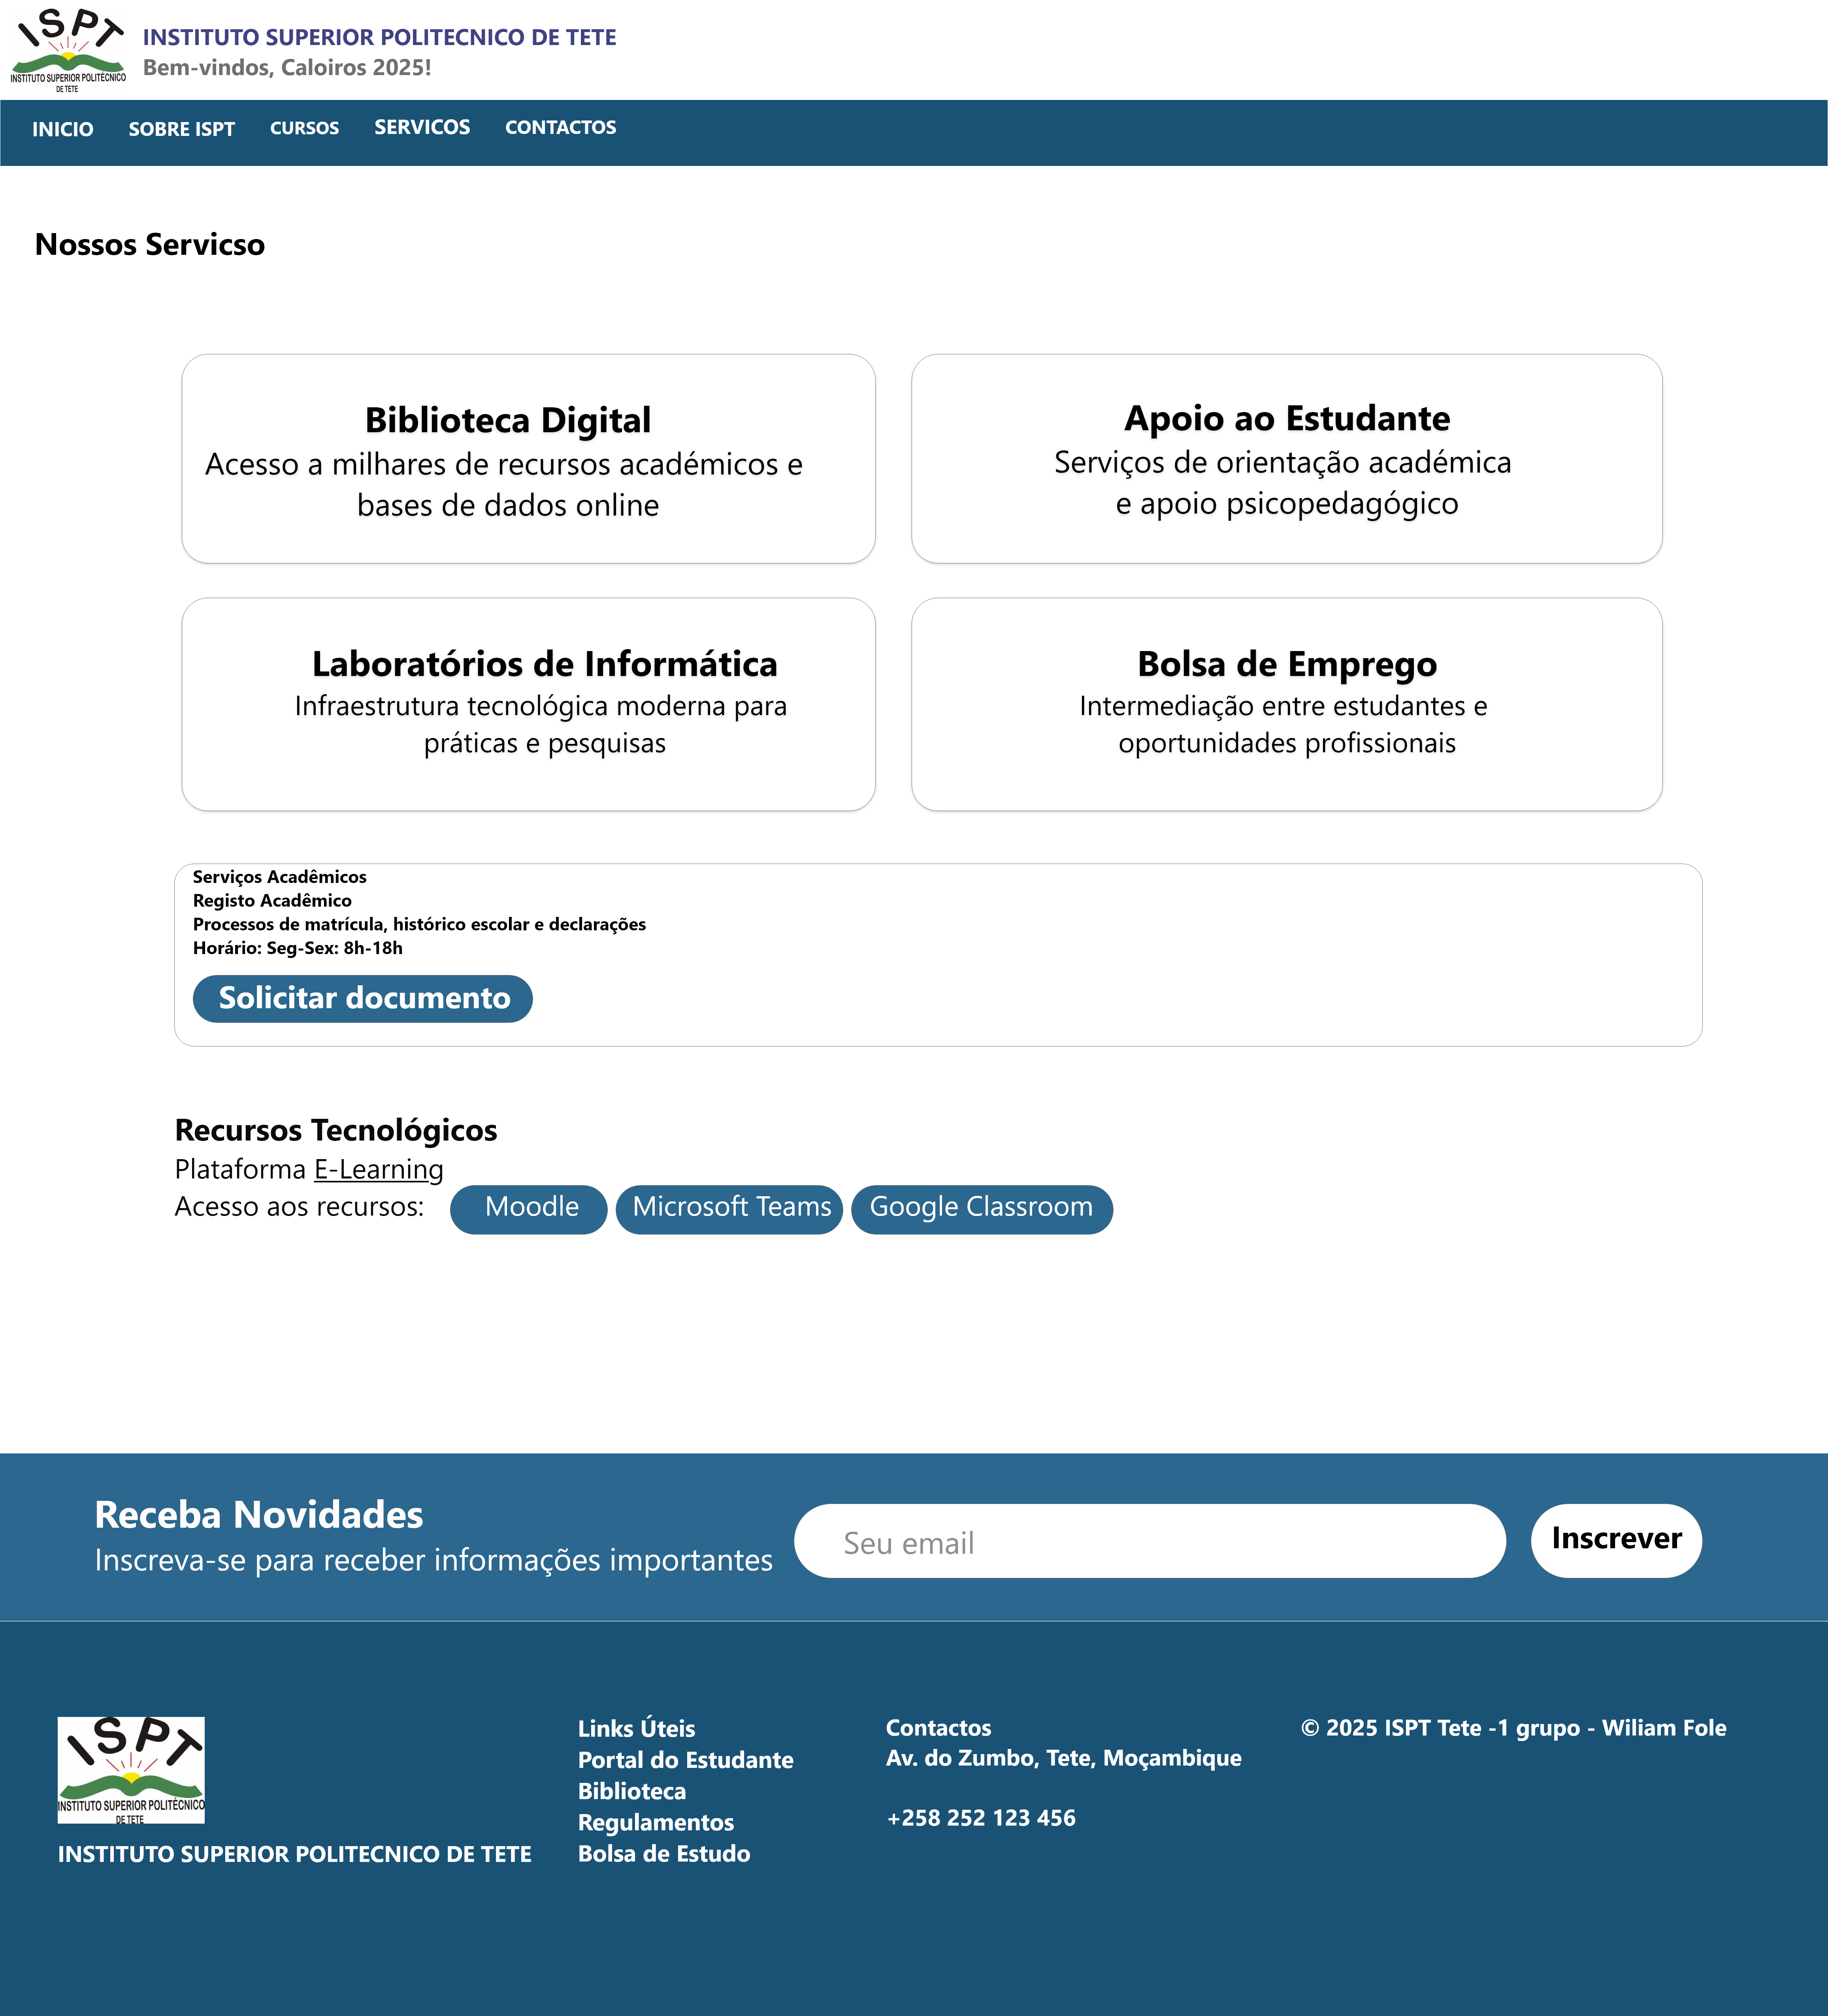 ISPT
INSTITUTO SUPERIOR POLITÉCNICO
DE TETE
INSTITUTO SUPERIOR POLITECNICO DE TETE
Bem-vindos, Caloiros 2025!
INICIO SOBRE ISPT CURSOS SERVICOS CONTACTOS
Nossos Servicso
Biblioteca Digital
Acesso a milhares de recursos académicos e
bases de dados online
Apoio ao Estudante
Serviços de orientação académica
e apoio psicopedagógico
Laboratórios de Informática
Infraestrutura tecnológica moderna para
práticas e pesquisas
Bolsa de Emprego
Intermediação entre estudantes e
oportunidades profissionais
Serviços Acadêmicos
Registo Acadêmico
Processos de matrícula, histórico escolar e declarações
Horário: Seg-Sex: 8h-18h
Solicitar documento
Recursos Tecnológicos
Plataforma E-Learning
Acesso aos recursos: Moodle Microsoft Teams Google Classroom
Receba Novidades
Inscreva-se para receber informações importantes
Seu email
Inscrever
ISPT
INSTITUTO SUPERIOR POLITÉCNICO
DE TETE
INSTITUTO SUPERIOR POLITECNICO DE TETE
Links Úteis
Portal do Estudante
Biblioteca
Regulamentos
Bolsa de Estudo
Contactos
Av. do Zumbo, Tete, Moçambique
+258 252 123 456
© 2025 ISPT Tete -1 grupo - Wiliam Fole